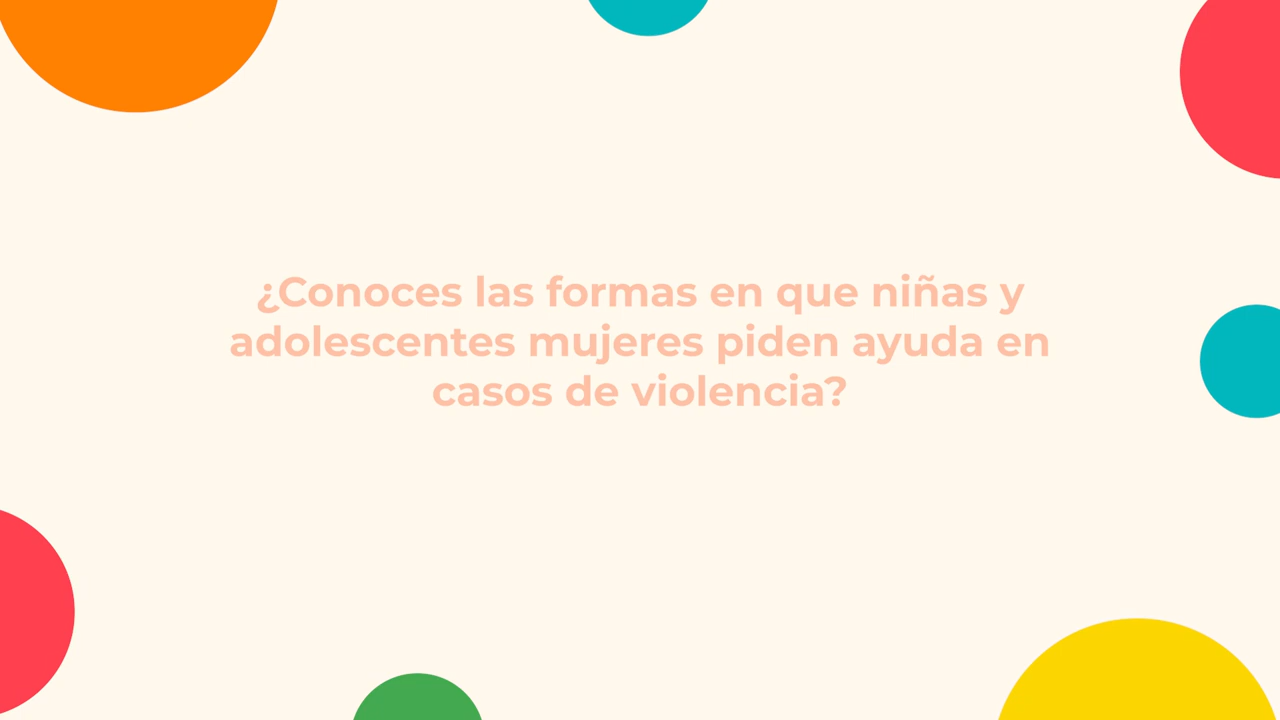 ¿Conoces las formas en que niñas y
adolescentes mujeres piden ayuda en
casos de violencia?